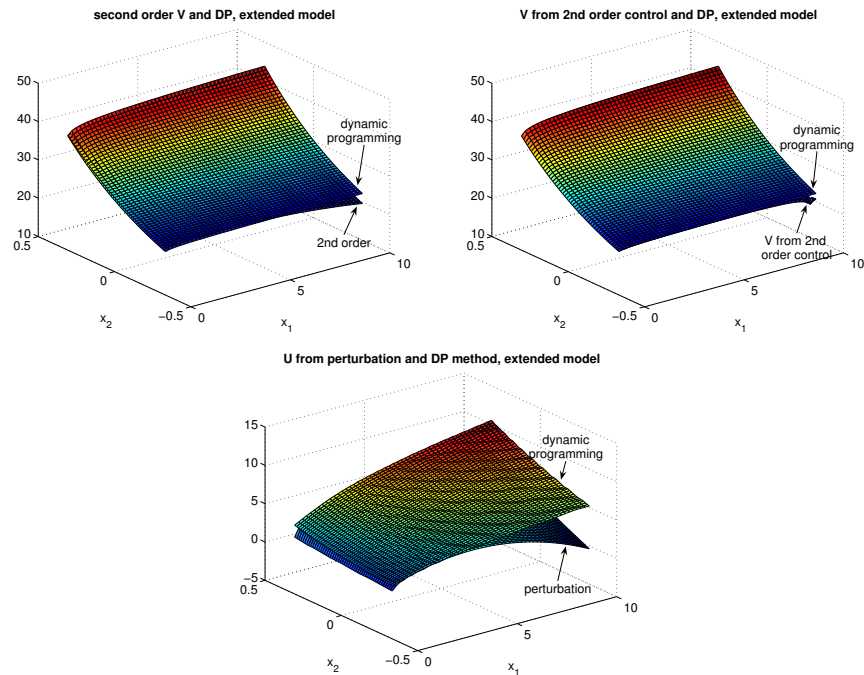 second order V and DP, extended model
50
40
30
20
10
0.5
0
−0.5
0
5
10
x2
x1
dynamic
programming
2nd order
V from 2nd order control and DP, extended model
50
40
30
20
10
0.5
0
−0.5
0
5
10
x2
x1
dynamic
programming
V from 2nd
order control
U from perturbation and DP method, extended model
15
10
5
0
−5
0.5
0
−0.5
0
5
10
x2
x1
dynamic
programming
perturbation